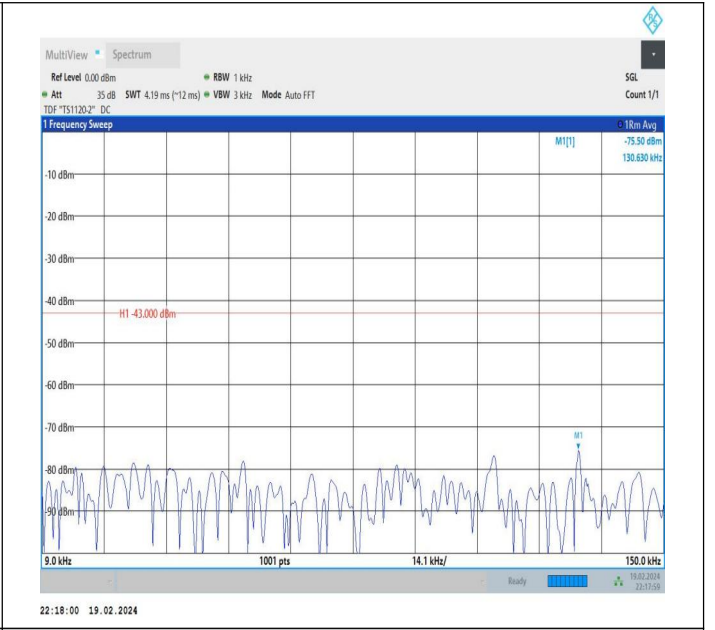 R&S
MultiView Spectrum
Ref Level 0.00 dBm RBW 1 kHz SGL
Att 35 dB SWT 4.19 ms (~12 ms) VBW 3 kHz Mode Auto FFT Count 1/1
TDF "TS1120-2" DC
1 Frequency Sweep 1Rm Avg
M1[1] -75.50 dBm
130.630 kHz
-10 dBm
-20 dBm
-30 dBm
-40 dBm
H1 -43.000 dBm
-50 dBm
-60 dBm
-70 dBm
M1
-80 dBm
-90 dBm
9.0 kHz 1001 pts 14.1 kHz/ 150.0 kHz
Ready 19.02.2024
22:17:59
22:18:00 19.02.2024